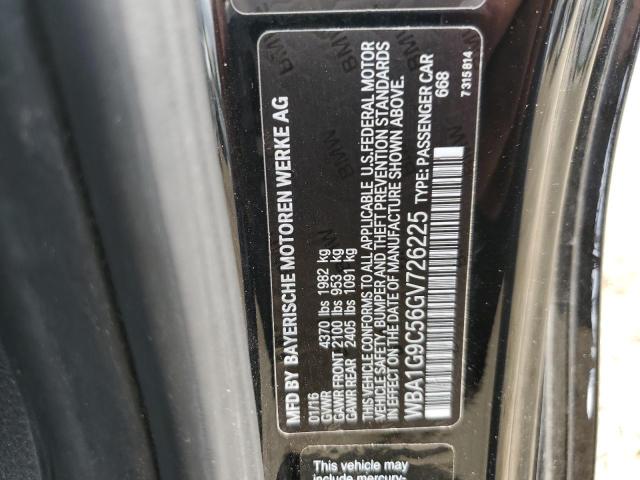 MFD BY BAYERISCHE MOTOREN WERKE AG
01/16
GVWR 4370 lbs 1982 kg
GAWR FRONT 2100 lbs 953 kg
GAWR REAR 2405 lbs 1091 kg
THIS VEHICLE CONFORMS TO ALL APPLICABLE U.S.FEDERAL MOTOR
VEHICLE SAFETY, BUMPER AND THEFT PREVENTION STANDARDS
IN EFFECT ON THE DATE OF MANUFACTURE SHOWN ABOVE.
WBA1G9C56GV726225 TYPE: PASSENGER CAR
668
7 315 814
This vehicle may
include mercury-